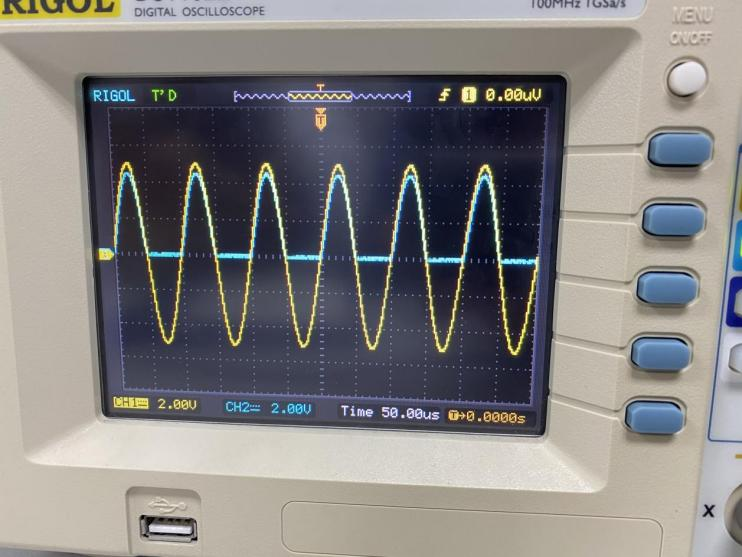 RIGOL
DIGITAL OSCILLOSCOPE
100MHz 1GSa/s
MENU
ON/OFF
RIGOL T'D T 1 0.00uV
T
1
CH1 2.00V CH2 2.00V Time 50.00us T→0.0000s
X